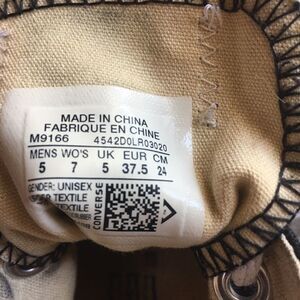 MADE IN CHINA
FABRIQUE EN CHINE
M9166 4542D0LR03020
MENS WO'S UK EUR CM
5 7 5 37.5 24
GENDER: UNISEX
TEXTILE
TEXTILE
CONVERSE